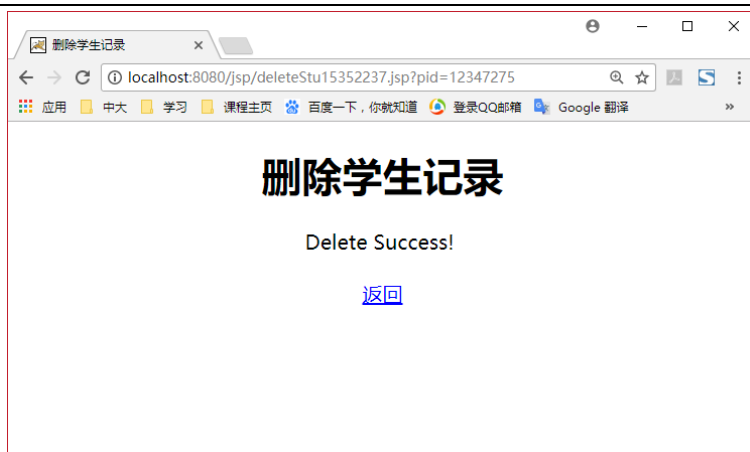 删除学生记录
localhost:8080/jsp/deleteStu15352237.jsp?pid=12347275
应用 中大 学习 课程主页 百度一下，你就知道 登录QQ邮箱 Google 翻译 »
删除学生记录
Delete Success!
返回